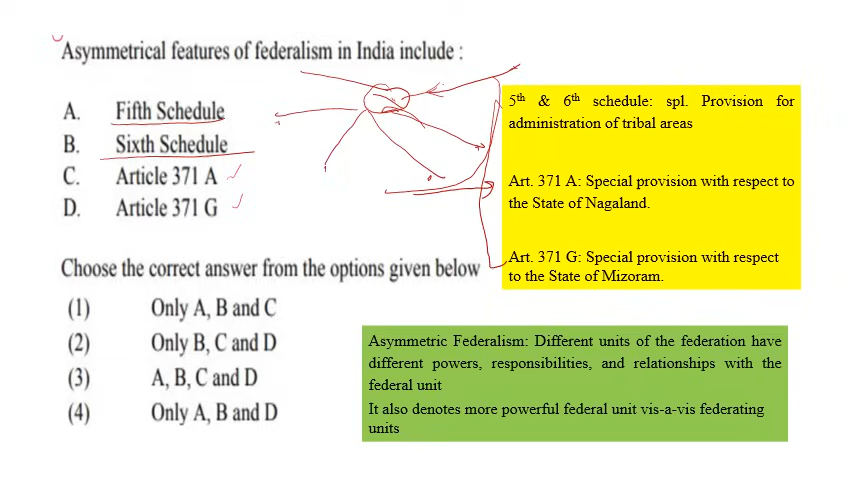 Asymmetrical features of federalism in India include :
A. Fifth Schedule
B. Sixth Schedule
C. Article 371 A
D. Article 371 G
Choose the correct answer from the options given below
(1) Only A, B and C
(2) Only B, C and D
(3) A, B, C and D
(4) Only A, B and D
5th & 6th schedule: spl. Provision for
administration of tribal areas
Art. 371 A: Special provision with respect to
the State of Nagaland.
Art. 371 G: Special provision with respect
to the State of Mizoram.
Asymmetric Federalism: Different units of the federation have
different powers, responsibilities, and relationships with the
federal unit
It also denotes more powerful federal unit vis-a-vis federating
units